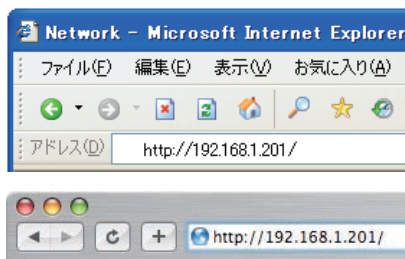 Network - Microsoft Internet Explorer
ファイル(F) 編集(E) 表示(V) お気に入り(A)
アドレス(D) http://192.168.1.201/
http://192.168.1.201/